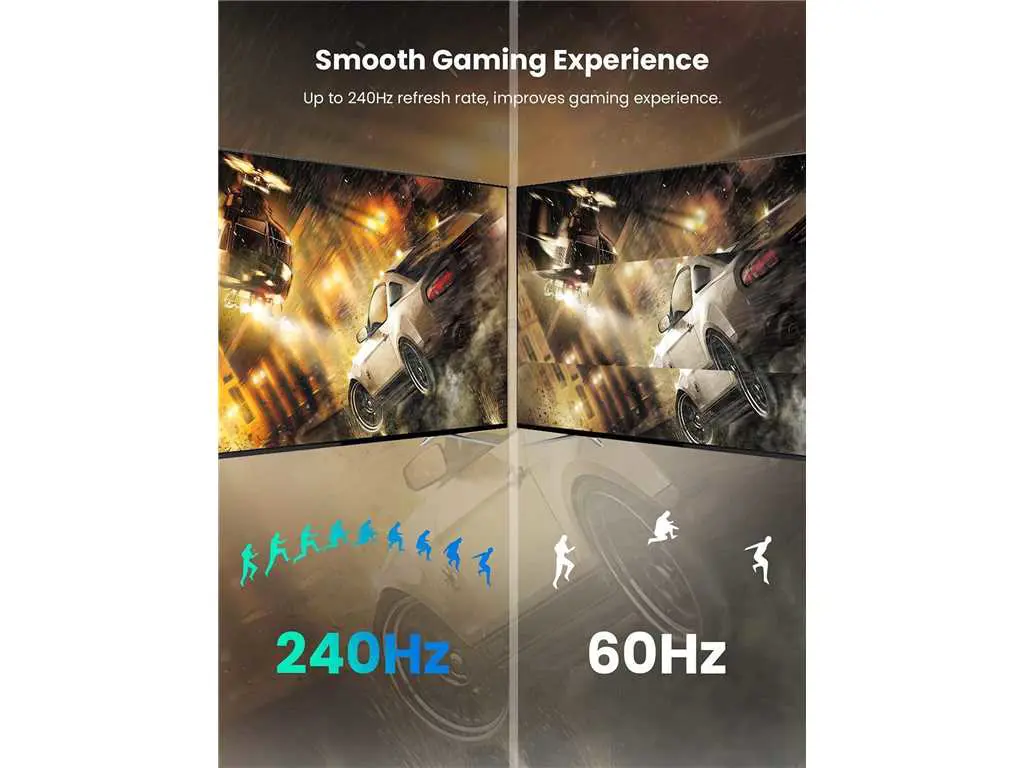 Smooth Gaming Experience
Up to 240Hz refresh rate, improves gaming experience.
240Hz
60Hz